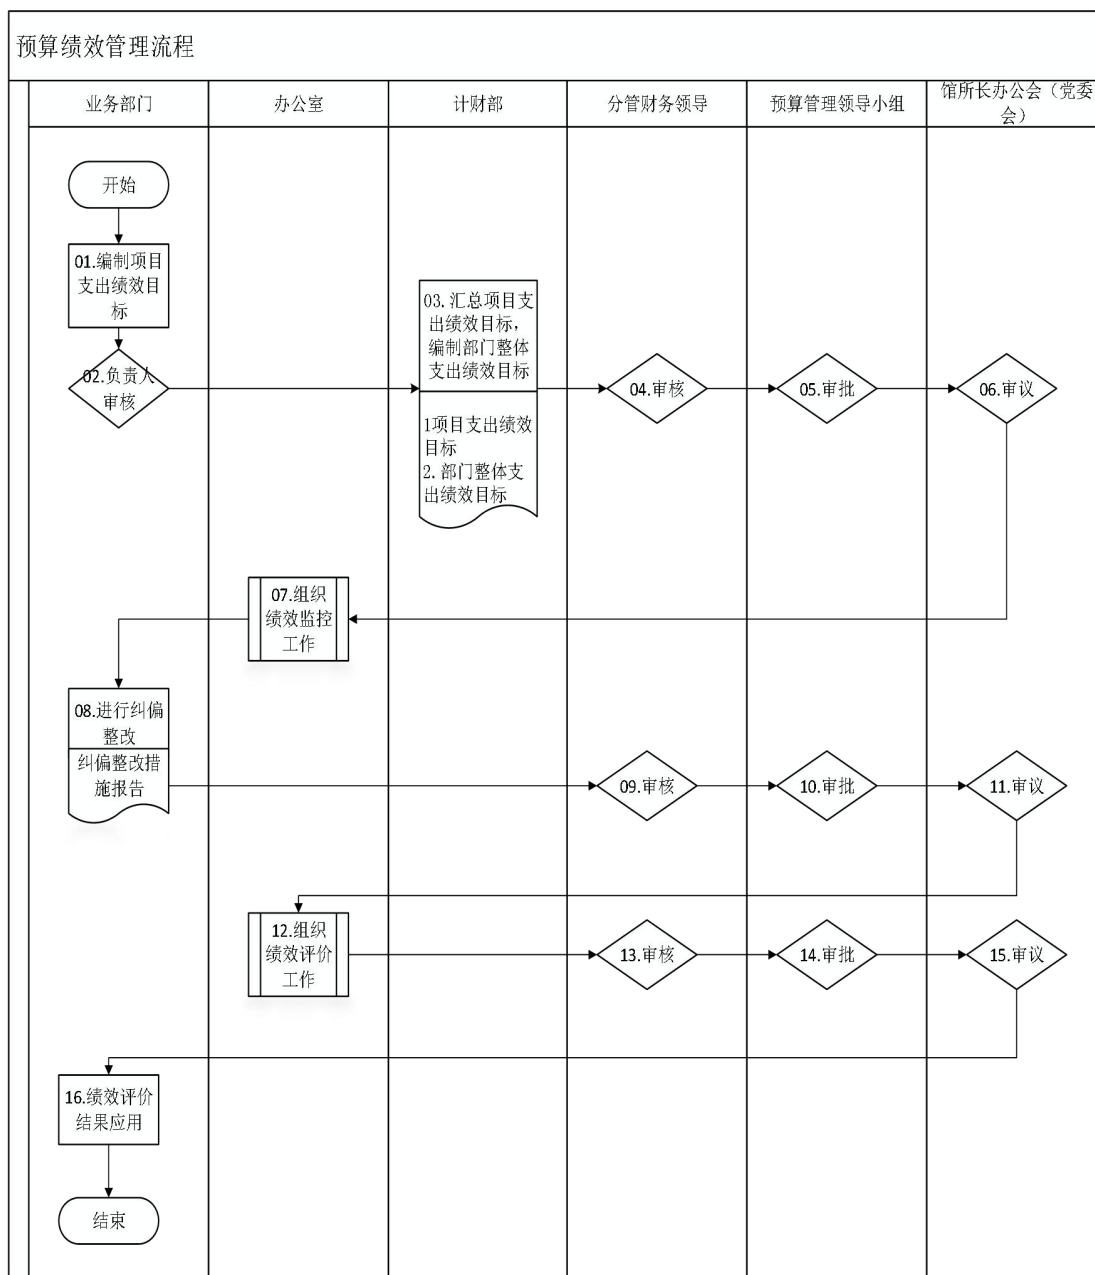 预算绩效管理流程
业务部门
办公室
计财部
分管财务领导
预算管理领导小组
馆所长办公会（党委
会）
开始
01.编制项目
支出绩效目
标
02.负责人
审核
03.汇总项目支
出绩效目标，
编制部门整体
支出绩效目标
1项目支出绩效
目标
2.部门整体支
出绩效目标
04.审核
05.审批
06.审议
07.组织
绩效监控
工作
08.进行纠偏
整改
纠偏整改措
施报告
09.审核
10.审批
11.审议
12.组织
绩效评价
工作
13.审核
14.审批
15.审议
16.绩效评价
结果应用
结束